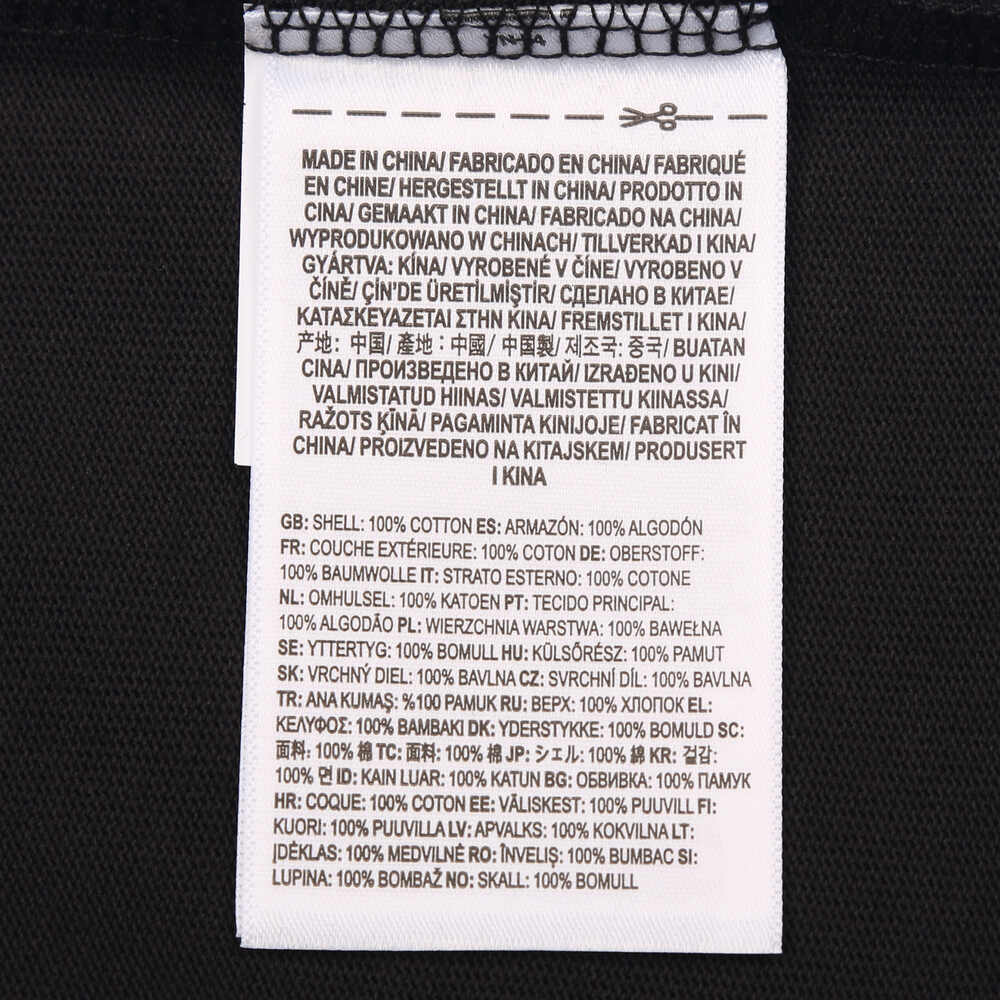 MADE IN CHINA/ FABRICADO EN CHINA/ FABRIQUÉ
EN CHINE/ HERGESTELLT IN CHINA/ PRODOTTO IN
CINA/ GEMAAKT IN CHINA/ FABRICADO NA CHINA/
WYPRODUKOWANO W CHINACH/ TILLVERKAD I KINA/
GYÁRTVA: KÍNA/ VYROBENÉ V ČÍNE/ VYROBENO V
ČÍNĚ/ ÇİN'DE ÜRETİLMİŞTİR/ СДЕЛАНО В КИТАЕ/
ΚΑΤΑΣΚΕΥΑΖΕΤΑΙ ΣΤΗΝ ΚΙΝΑ/ FREMSTILLET I KINA/
产地: 中国/ 產地: 中國/ 中国製/ 제조국: 중국/ BUATAN
CINA/ ПРОИЗВЕДЕНО В КИТАЙ/ IZRAĐENO U KINI/
VALMISTATUD HIINAS/ VALMISTETTU KIINASSA/
RAŽOTS ĶĪNĀ/ PAGAMINTA KINIJOJE/ FABRICAT ÎN
CHINA/ PROIZVEDENO NA KITAJSKEM/ PRODUSERT
I KINA
GB: SHELL: 100% COTTON ES: ARMAZÓN: 100% ALGODÓN
FR: COUCHE EXTÉRIEURE: 100% COTON DE: OBERSTOFF:
100% BAUMWOLLE IT: STRATO ESTERNO: 100% COTONE
NL: OMHULSEL: 100% KATOEN PT: TECIDO PRINCIPAL:
100% ALGODÃO PL: WIERZCHNIA WARSTWA: 100% BAWEŁNA
SE: YTTERTYG: 100% BOMULL HU: KÜLSŐRÉSZ: 100% PAMUT
SK: VRCHNÝ DIEL: 100% BAVLNA CZ: SVRCHNÍ DÍL: 100% BAVLNA
TR: ANA KUMAŞ: %100 PAMUK RU: ВЕРХ: 100% ХЛОПОК EL:
ΚΕΛΥΦΟΣ: 100% ΒΑΜΒΑΚΙ DK: YDERSTYKKE: 100% BOMULD SC:
面料: 100% 棉 TC: 面料: 100% 棉 JP: シェル: 100% 綿 KR: 겉감:
100% 면 ID: KAIN LUAR: 100% KATUN BG: ОБВИВКА: 100% ПАМУК
HR: COQUE: 100% COTON EE: VÄLISKEST: 100% PUUVILL FI:
KUORI: 100% PUUVILLA LV: APVALKS: 100% KOKVILNA LT:
ĮDĖKLAS: 100% MEDVILNĖ RO: ÎNVELIȘ: 100% BUMBAC SI:
LUPINA: 100% BOMBAŽ NO: SKALL: 100% BOMULL